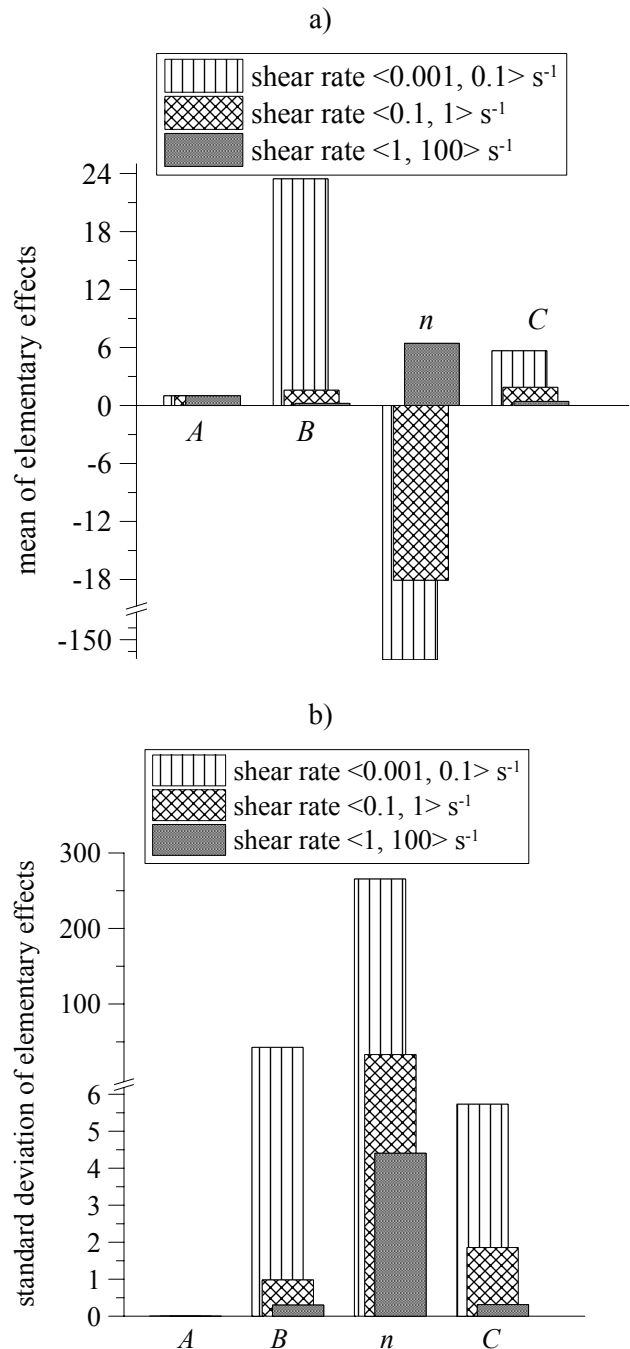 a)
shear rate <0.001, 0.1> s-1
shear rate <0.1, 1> s-1
shear rate <1, 100> s-1
mean of elementary effects
24
18
12
6
0
-6
-12
-18
-150
A
B
n
C
b)
shear rate <0.001, 0.1> s-1
shear rate <0.1, 1> s-1
shear rate <1, 100> s-1
standard deviation of elementary effects
300
200
100
6
5
4
3
2
1
0
A
B
n
C